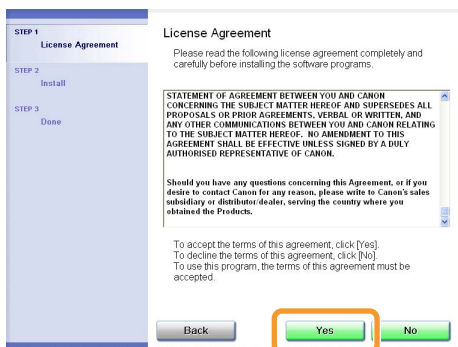 STEP 1
License Agreement
STEP 2
Install
STEP 3
Done
License Agreement
Please read the following license agreement completely and
carefully before installing the software programs.
STATEMENT OF AGREEMENT BETWEEN YOU AND CANON
CONCERNING THE SUBJECT MATTER HEREOF AND SUPERSEDES ALL
PROPOSALS OR PRIOR AGREEMENTS, VERBAL OR WRITTEN, AND
ANY OTHER COMMUNICATIONS BETWEEN YOU AND CANON RELATING
TO THE SUBJECT MATTER HEREOF. NO AMENDMENT TO THIS
AGREEMENT SHALL BE EFFECTIVE UNLESS SIGNED BY A DULY
AUTHORISED REPRESENTATIVE OF CANON.
Should you have any questions concerning this Agreement, or if you
desire to contact Canon for any reason, please write to Canon's sales
subsidiary or distributor/dealer, serving the country where you
obtained the Products.
To accept the terms of this agreement, click [Yes].
To decline the terms of this agreement, click [No].
To use this program, the terms of this agreement must be
accepted.
Back
Yes
No